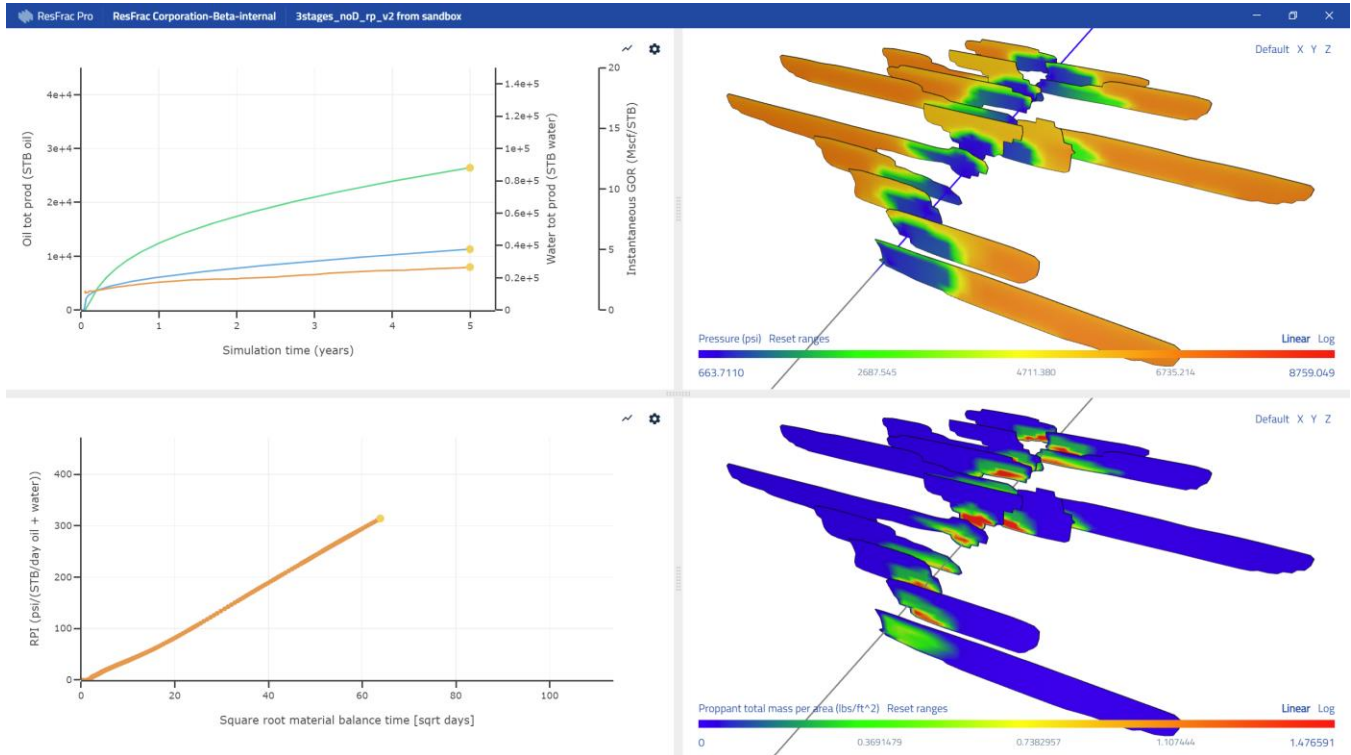 ResFrac Pro ResFrac Corporation-Beta-internal 3stages_noD_rp_v2 from sandbox
Oil tot prod (STB oil)
4e+4
3e+4
2e+4
1e+4
0
1.4e+5
1.2e+5
1e+5
0.8e+5
0.6e+5
0.4e+5
0.2e+5
0
Water tot prod (STB water)
20
15
10
5
0
Instantaneous GOR (Mscf/STB)
0 1 2 3 4 5
Simulation time (years)
Default X Y Z
Pressure (psi) Reset ranges Linear Log
663.7110 2687.545 4711.380 6735.214 8759.049
RPI (psi/(STB/day oil + water))
400
300
200
100
0
0 20 40 60 80 100
Square root material balance time [sqrt days]
Default X Y Z
Proppant total mass per area (lbs/ft^2) Reset ranges Linear Log
0 0.3691479 0.7382957 1.107444 1.476591